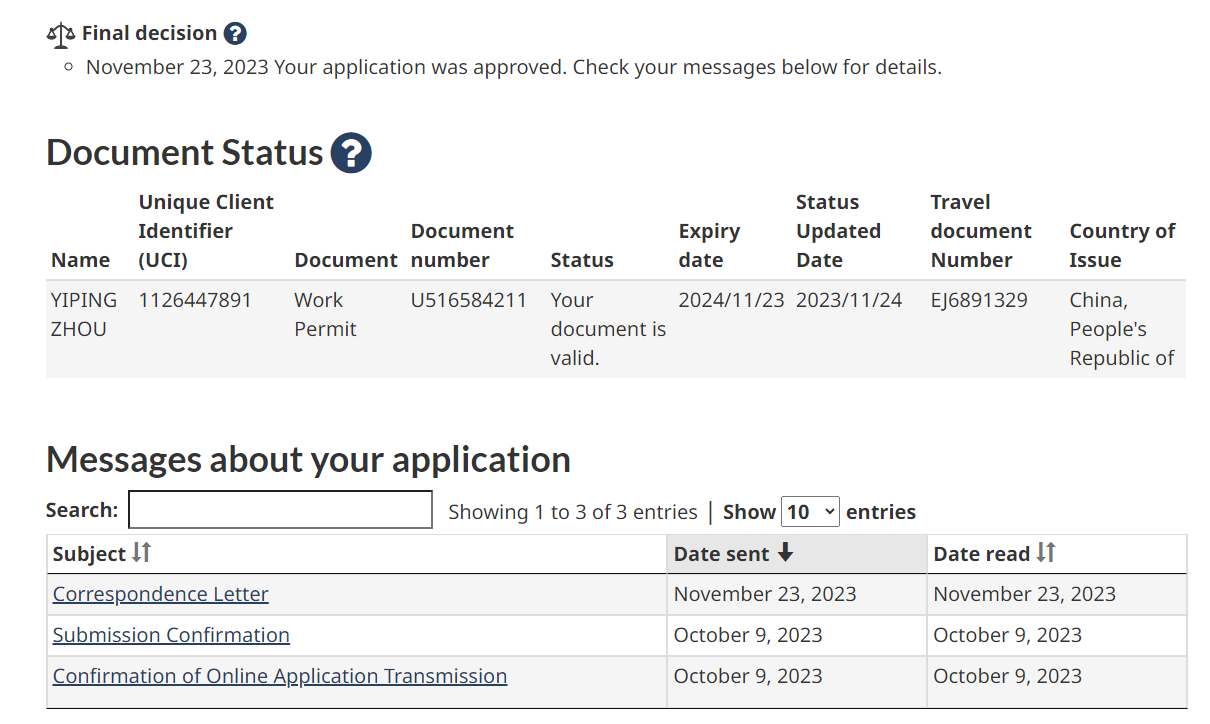 Final decision ?
November 23, 2023 Your application was approved. Check your messages below for details.
Document Status ?
Name Unique Client Identifier (UCI) Document Document number Status Expiry date Status Updated Date Travel document Number Country of Issue
YIPING ZHOU 1126447891 Work Permit U516584211 Your document is valid. 2024/11/23 2023/11/24 EJ6891329 China, People's Republic of
Messages about your application
Search: Showing 1 to 3 of 3 entries | Show 10 entries
Subject Date sent Date read
Correspondence Letter November 23, 2023 November 23, 2023
Submission Confirmation October 9, 2023 October 9, 2023
Confirmation of Online Application Transmission October 9, 2023 October 9, 2023